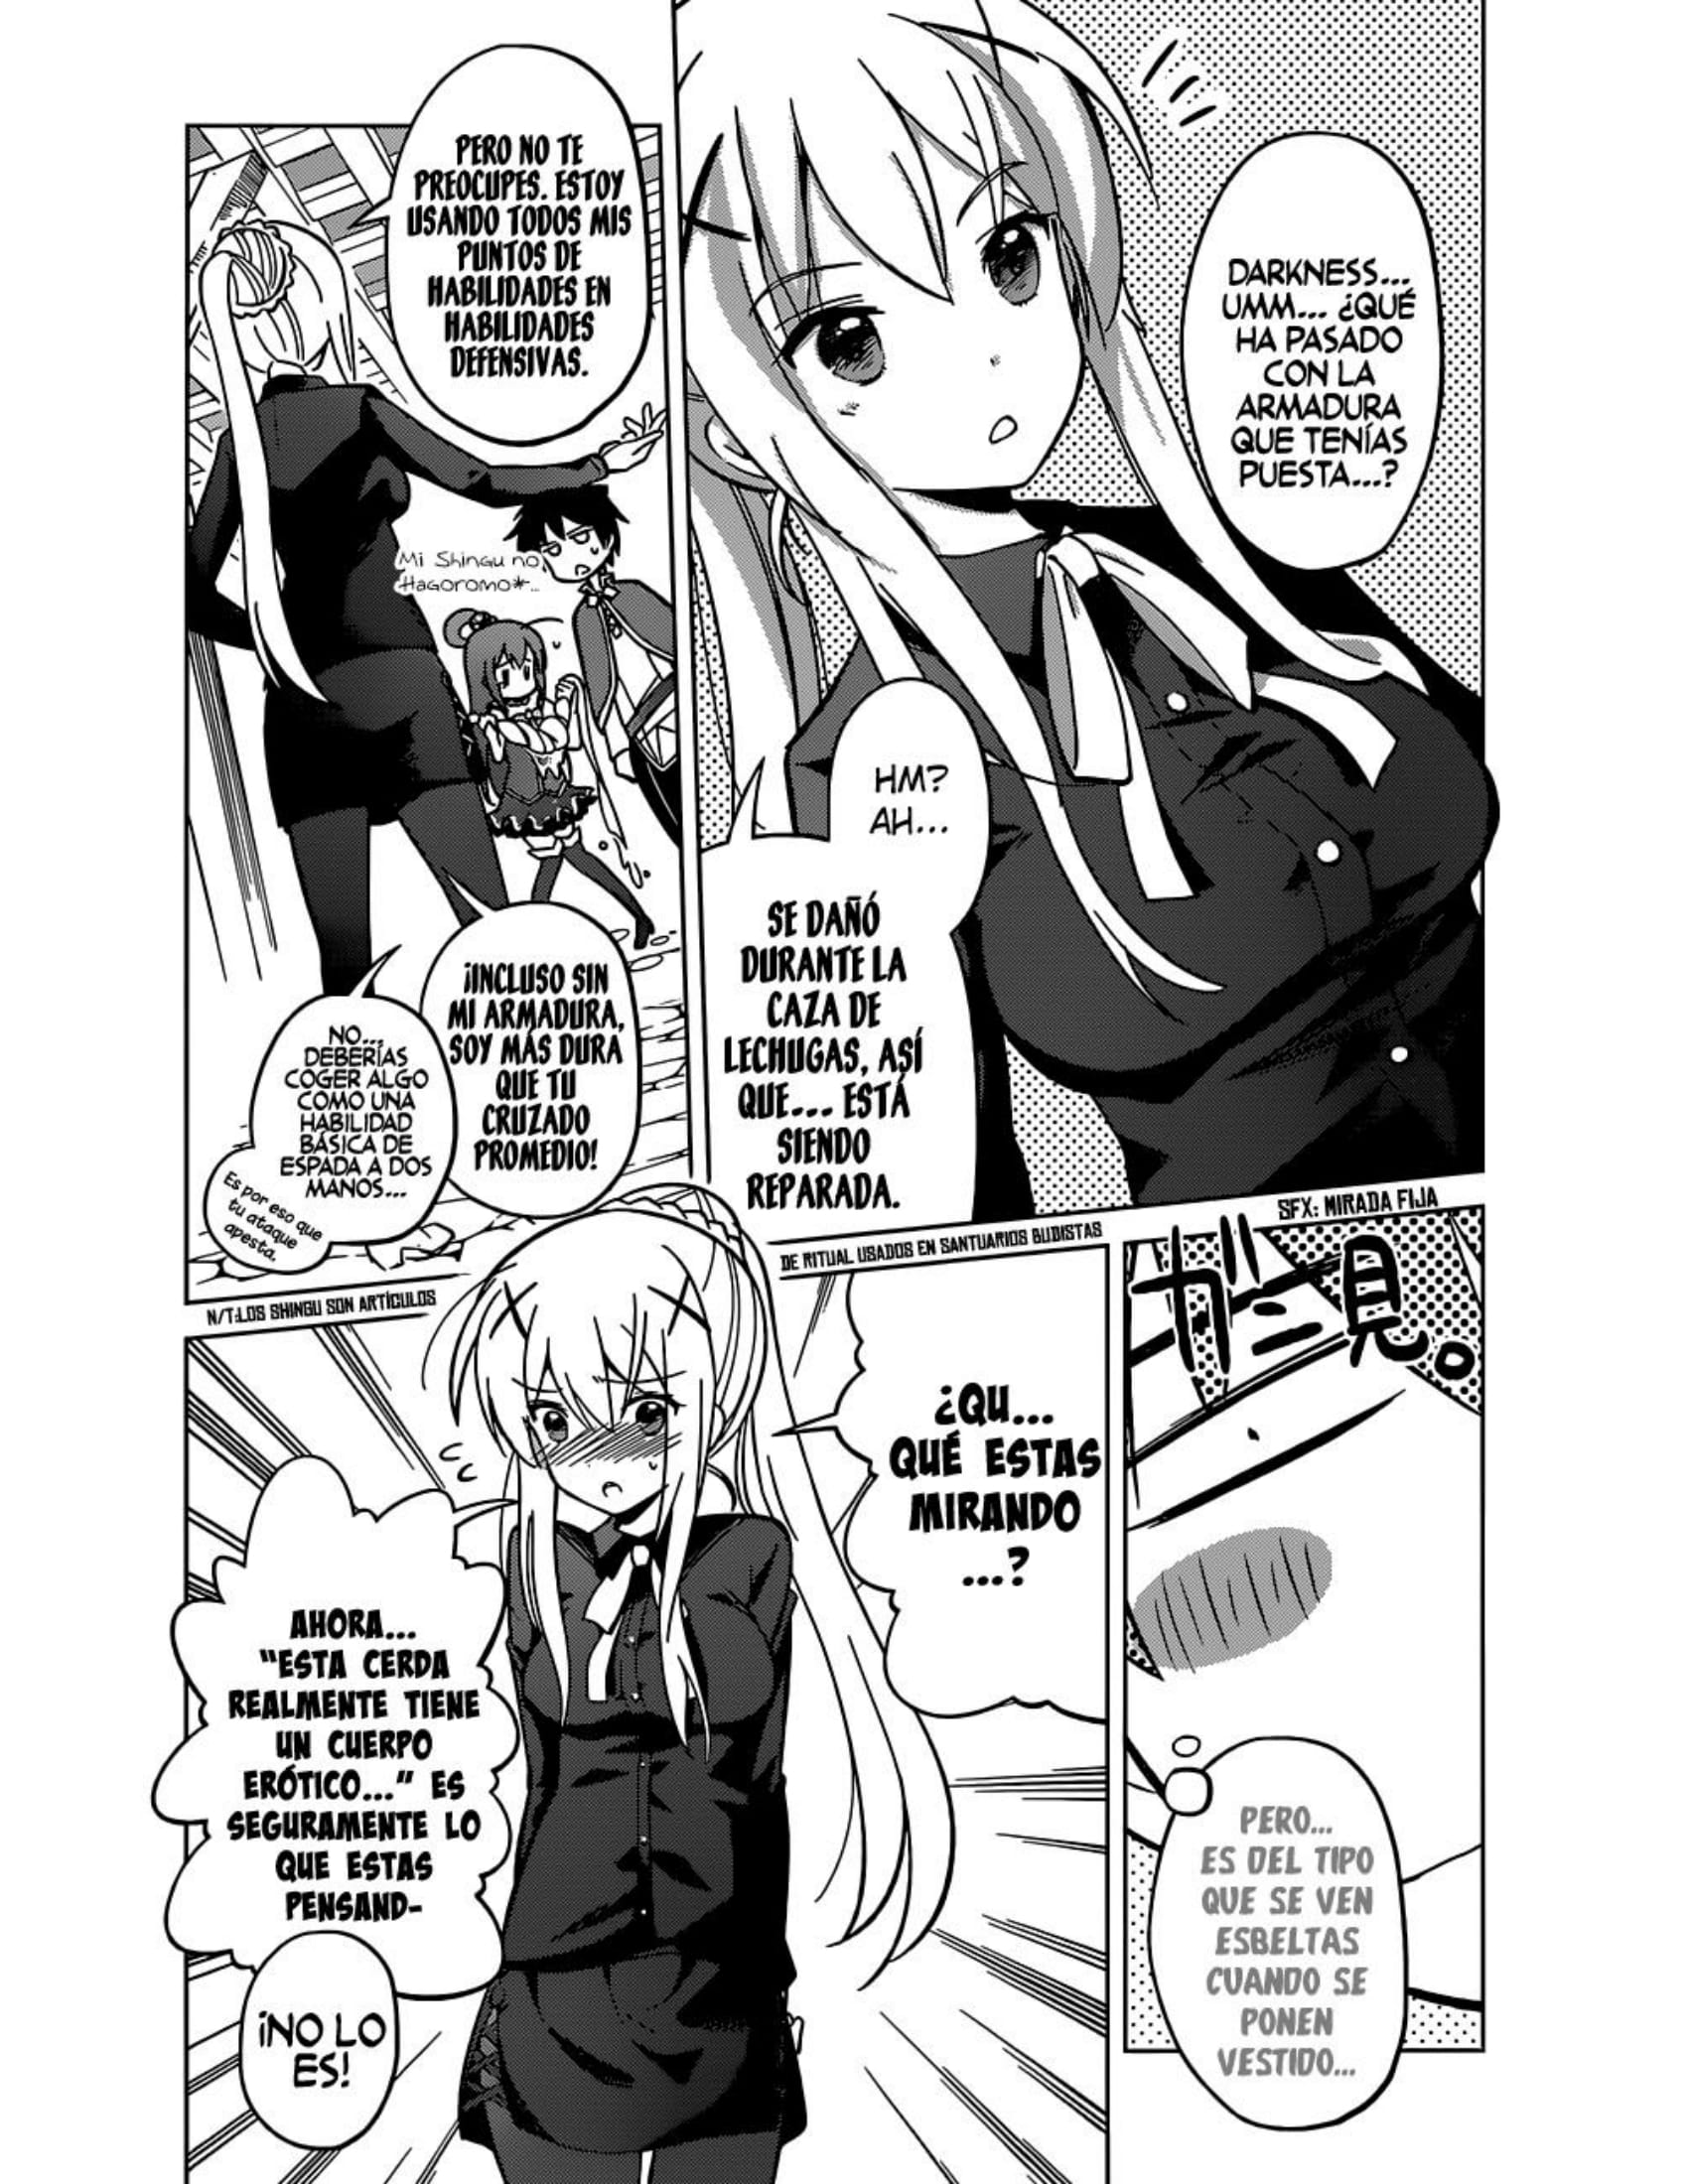 DARKNESS...
UMM... ¿QUÉ
HA PASADO
CON LA
ARMADURA
QUE TENÍAS
PUESTA...?
HM?
AH...
SE DAÑÓ
DURANTE LA
CAZA DE
LECHUGAS, ASÍ
QUE... ESTÁ
SIENDO
REPARADA.
PERO NO TE
PREOCUPES. ESTOY
USANDO TODOS MIS
PUNTOS DE
HABILIDADES EN
HABILIDADES
DEFENSIVAS.
Mi Shingu no
Hagoromo*...
¡INCLUSO SIN
MI ARMADURA,
SOY MÁS DURA
QUE TU
CRUZADO
PROMEDIO!
NO...
DEBERÍAS
COGER ALGO
COMO UNA
HABILIDAD
BÁSICA DE
ESPADA A DOS
MANOS...
Es por eso que
tu ataque
apesta.
N/T:LOS SHINGU SON ARTÍCULOS
DE RITUAL USADOS EN SANTUARIOS BUDISTAS
SFX: MIRADA FIJA
ガン見。
PERO...
ES DEL TIPO
QUE SE VEN
ESBELTAS
CUANDO SE
PONEN
VESTIDO...
¿QU...
QUÉ ESTAS
MIRANDO
...?
AHORA...
"ESTA CERDA
REALMENTE TIENE
UN CUERPO
ERÓTICO..." ES
SEGURAMENTE LO
QUE ESTAS
PENSAND-
¡NO LO
ES!